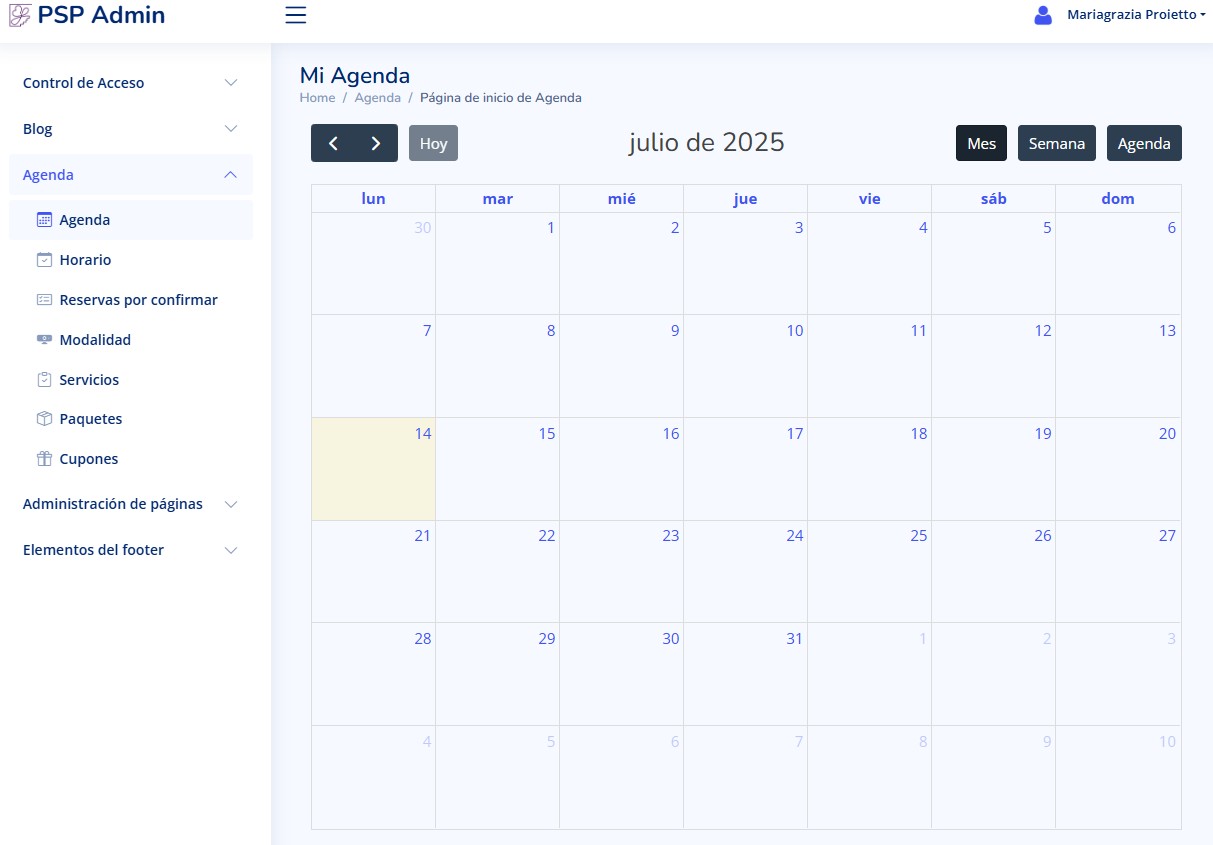 PSP Admin
Mariagrazia Proietto
Control de Acceso
Blog
Agenda
Agenda
Horario
Reservas por confirmar
Modalidad
Servicios
Paquetes
Cupones
Administración de páginas
Elementos del footer
Mi Agenda
Home / Agenda / Página de inicio de Agenda
Hoy julio de 2025 Mes Semana Agenda
lun mar mié jue vie sáb dom
30 1 2 3 4 5 6
7 8 9 10 11 12 13
14 15 16 17 18 19 20
21 22 23 24 25 26 27
28 29 30 31 1 2 3
4 5 6 7 8 9 10